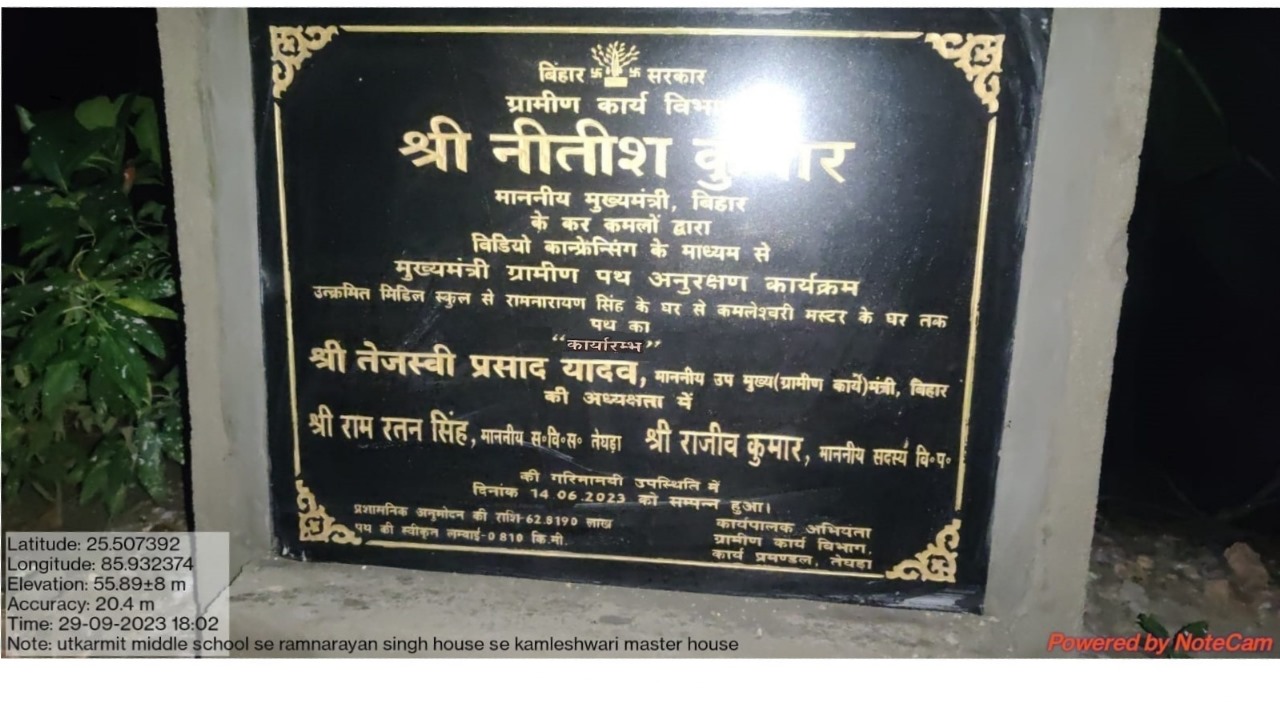 बिहार सरकार
ग्रामीण कार्य
श्री नीतीश कुमार
माननीय मुख्यमंत्री, बिहार
के कर कमलों द्वारा
विडियो कान्फ्रेन्सिंग के माध्यम से
मुख्यमंत्री ग्रामीण पथ अनुरक्षण कार्यक्रम
उत्क्रमित मिडिल स्कुल से रामनारायण सिंह के घर से कमलेश्वरी मस्टर के घर तक
पथ का
“कार्यारम्भ”
श्री तेजस्वी प्रसाद यादव, माननीय उप मुख्य(ग्रामीण कार्य)मंत्री, बिहार
की अध्यक्षता में
श्री राम रतन सिंह, माननीय स॰वि॰स॰ तेघड़ा श्री राजीव कुमार, माननीय सदस्य वि॰प॰
की गरिमामयी उपस्थिति में
दिनांक 14.06.2023 को सम्पन्न हुआ।
प्रशासनिक अनुमोदन की राशि-62.8190 लाख
पथ की स्वीकृत लम्बाई-0.810 कि.मी.
कार्यपालक अभियंता
ग्रामीण कार्य विभाग,
कार्य प्रमण्डल, तेघड़ा
Latitude: 25.507392
Longitude: 85.932374
Elevation: 55.89±8 m
Accuracy: 20.4 m
Time: 29-09-2023 18:02
Note: utkarmit middle school se ramnarayan singh house se kamleshwari master house
Powered by NoteCam